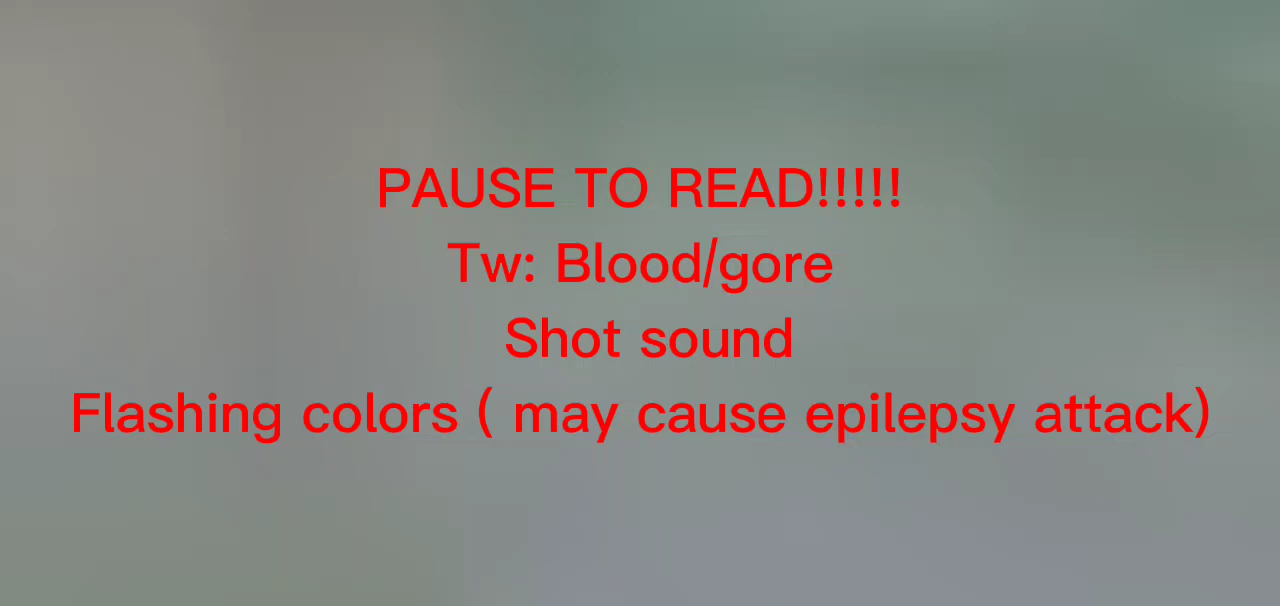 PAUSE TO READ!!!!!
Tw: Blood/gore
Shot sound
Flashing colors ( may cause epilepsy attack)